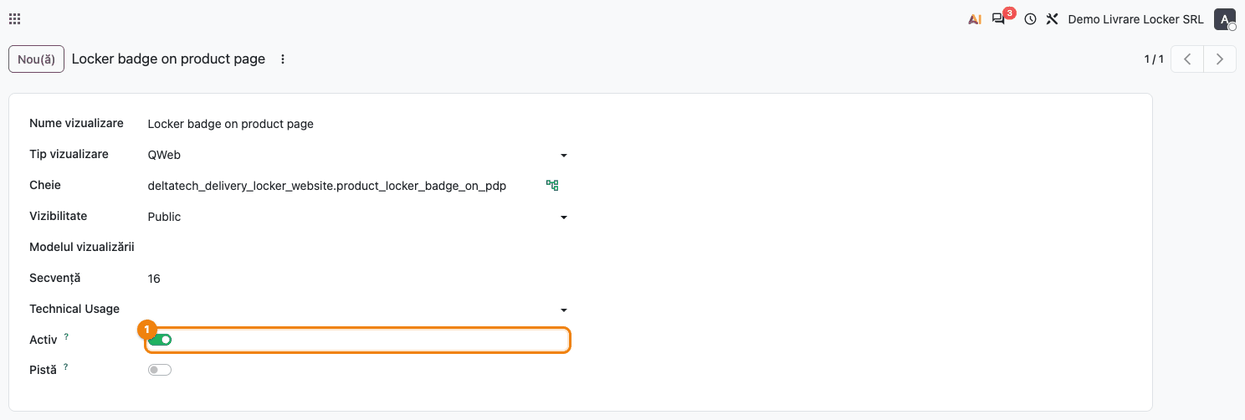 AI 3 Demo Livrare Locker SRL A
Nou(ă) Locker badge on product page 1 / 1
Nume vizualizare Locker badge on product page
Tip vizualizare QWeb
Cheie deltatech_delivery_locker_website.product_locker_badge_on_pdp
Vizibilitate Public
Modelul vizualizării
Secvență 16
Technical Usage
1
Activ ?
Pistă ?